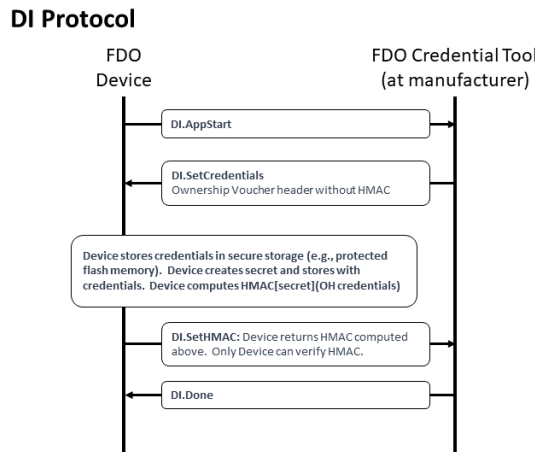 DI Protocol
FDO
Device
FDO Credential Tool
(at manufacturer)
DI.AppStart
DI.SetCredentials
Ownership Voucher header without HMAC
Device stores credentials in secure storage (e.g., protected
flash memory). Device creates secret and stores with
credentials. Device computes HMAC[secret](OH credentials)
DI.SetHMAC: Device returns HMAC computed
above. Only Device can verify HMAC.
DI.Done